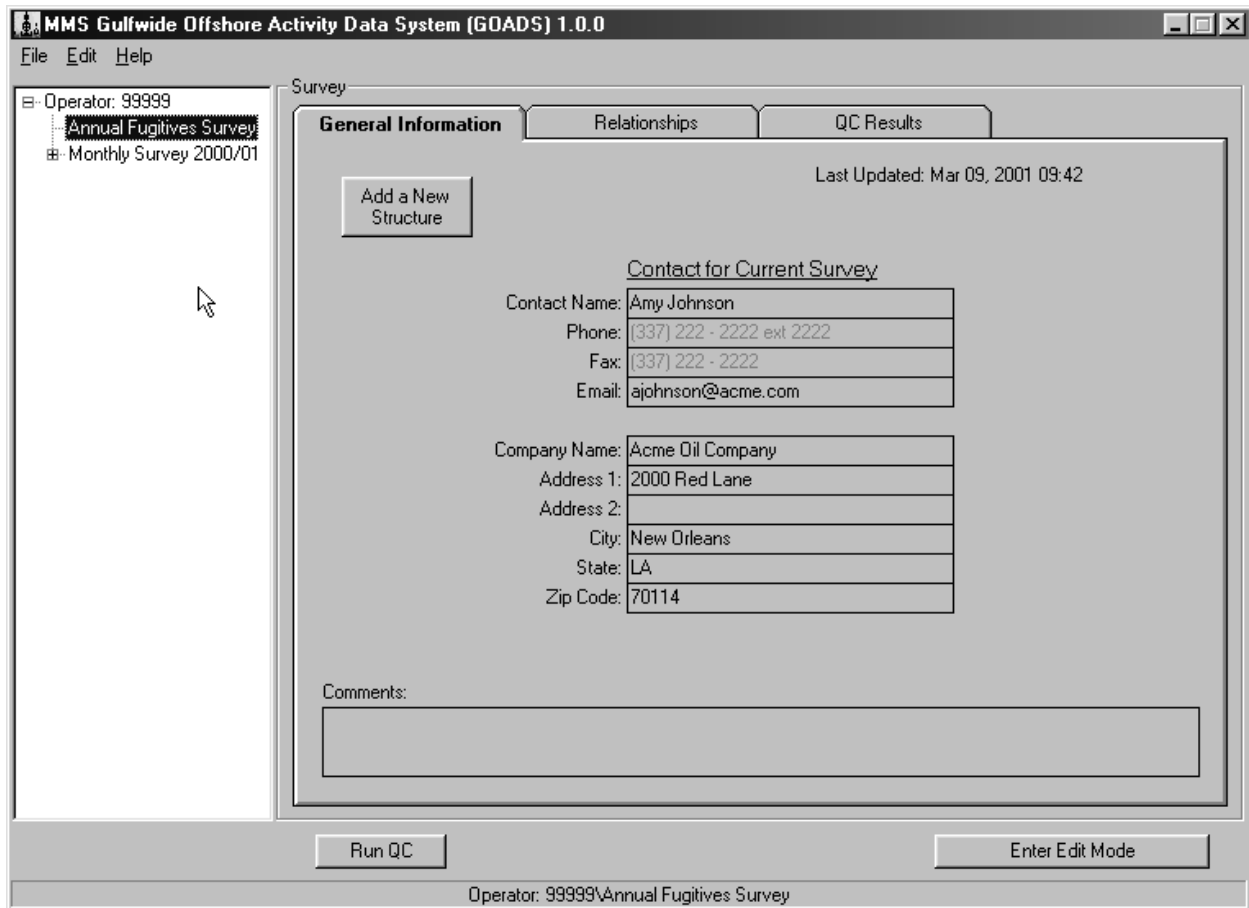 MMS Gulfwide Offshore Activity Data System (GOADS) 1.0.0
File Edit Help
Operator: 99999
Annual Fugitives Survey
Monthly Survey 2000/01
Survey
General Information Relationships QC Results
Last Updated: Mar 09, 2001 09:42
Add a New
Structure
Contact for Current Survey
Contact Name: Amy Johnson
Phone: (337) 222 - 2222 ext 2222
Fax: (337) 222 - 2222
Email: ajohnson@acme.com
Company Name: Acme Oil Company
Address 1: 2000 Red Lane
Address 2:
City: New Orleans
State: LA
Zip Code: 70114
Comments:
Run QC Enter Edit Mode
Operator: 99999\Annual Fugitives Survey